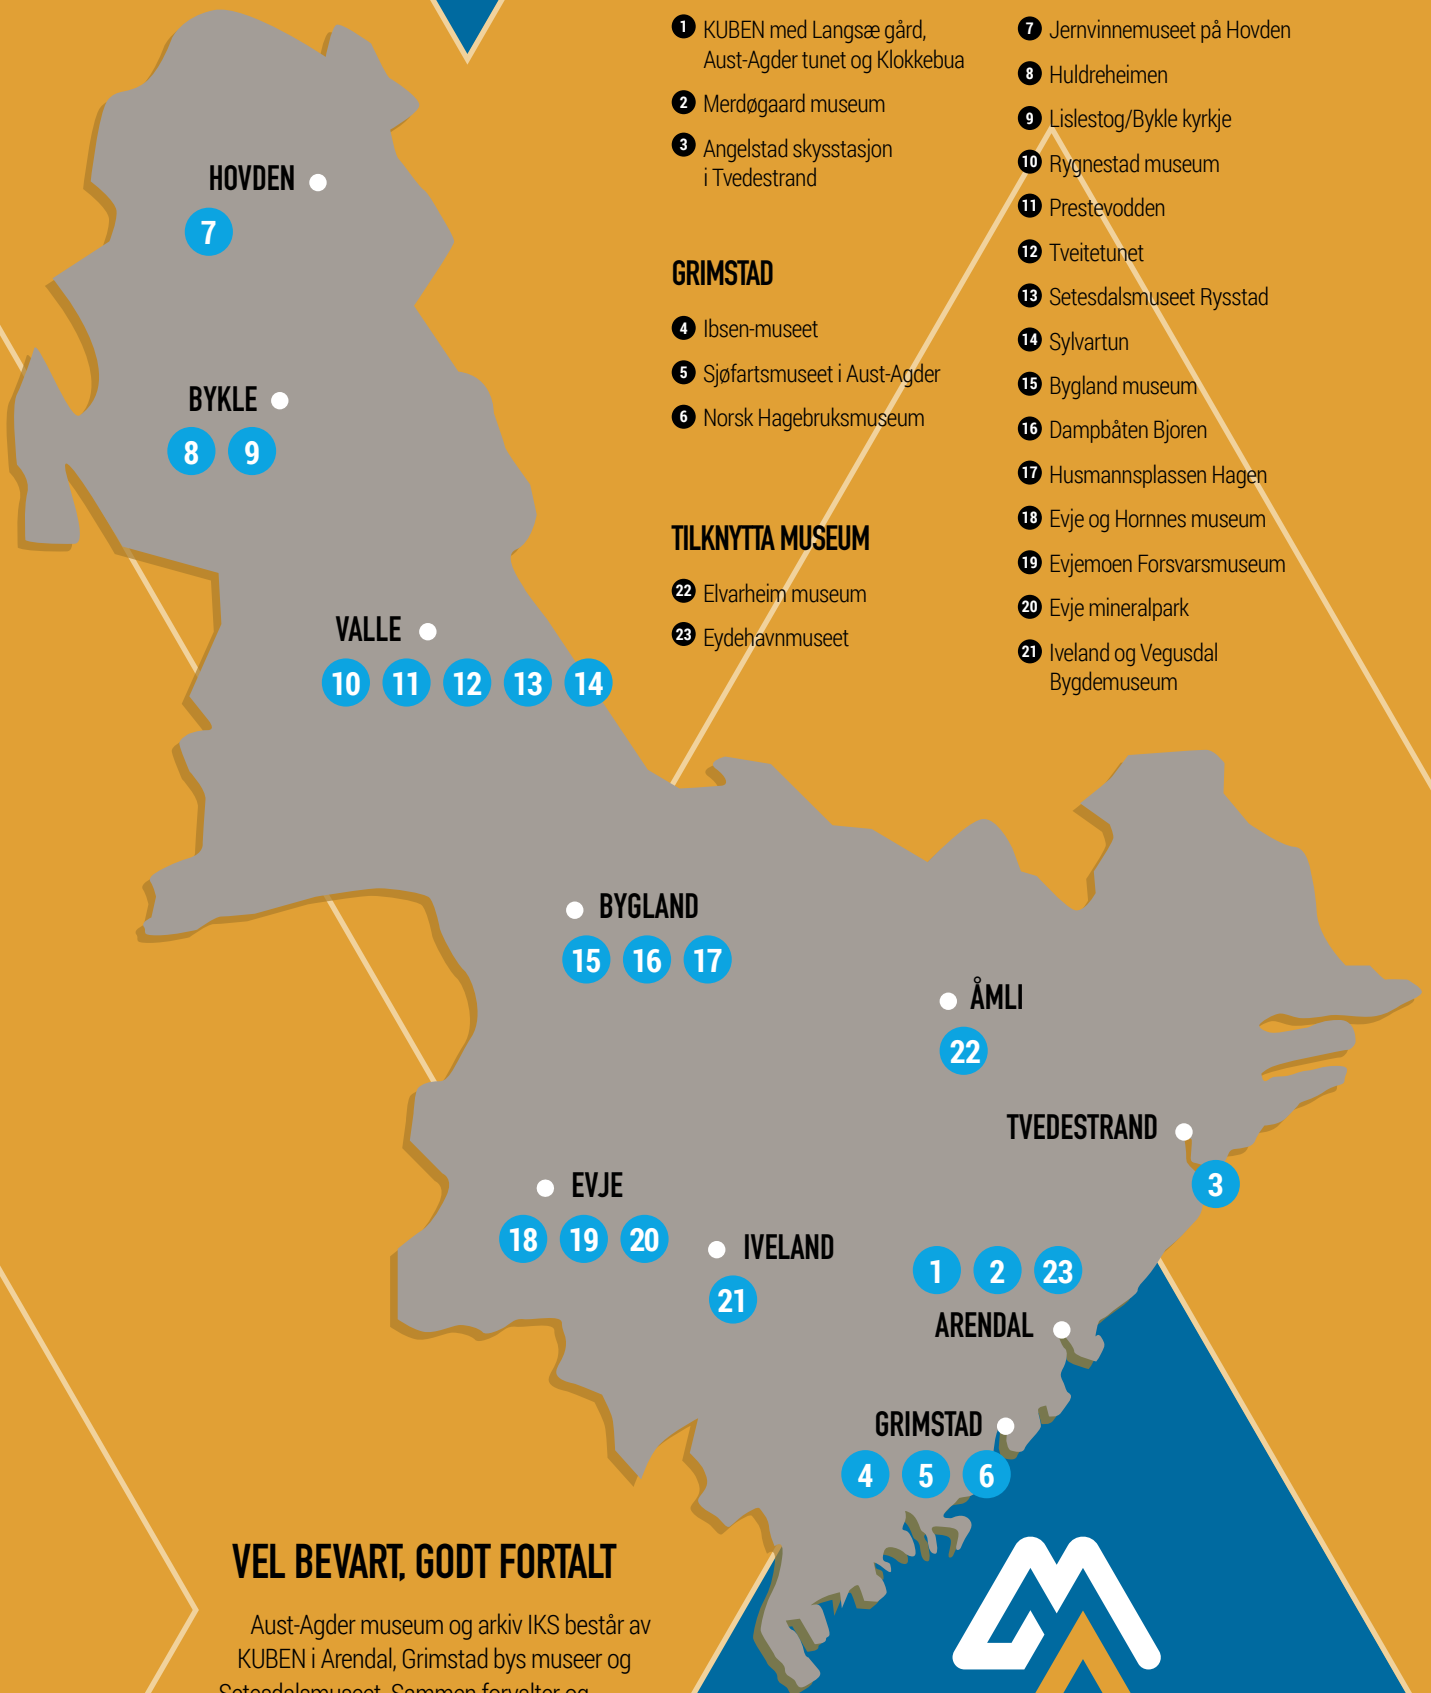 1 KUBEN med Langsæ gård,
Aust-Agder tunet og Klokkebua
2 Merdøgaard museum
3 Angelstad skysstasjon
i Tvedestrand
GRIMSTAD
4 Ibsen-museet
5 Sjøfartsmuseet i Aust-Agder
6 Norsk Hagebruksmuseum
TILKNYTTA MUSEUM
22 Elvarheim museum
23 Eydehavnmuseet
7 Jernvinnemuseet på Hovden
8 Huldreheimen
9 Lislestog/Bykle kyrkje
10 Rygnestad museum
11 Prestevodden
12 Tveitetunet
13 Setesdalsmuseet Rysstad
14 Sylvartun
15 Bygland museum
16 Dampbåten Bjoren
17 Husmannsplassen Hagen
18 Evje og Hornnes museum
19 Evjemoen Forsvarsmuseum
20 Evje mineralpark
21 Iveland og Vegusdal
Bygdemuseum
HOVDEN
7
BYKLE
8 9
VALLE
10 11 12 13 14
BYGLAND
15 16 17
ÅMLI
22
TVEDESTRAND
3
EVJE
18 19 20
IVELAND
21
1 2 23
ARENDAL
GRIMSTAD
4 5 6
VEL BEVART, GODT FORTALT
Aust-Agder museum og arkiv IKS består av
KUBEN i Arendal, Grimstad bys museer og
Setesdalsmuseet. Sammen forvalter og